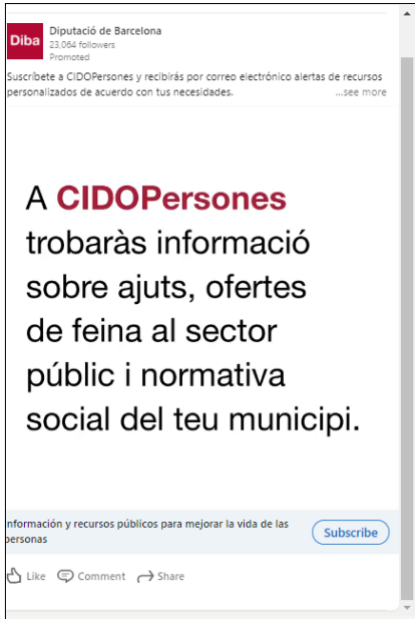 Diba
Diputació de Barcelona
23,064 followers
Promoted
Suscríbete a CIDOPersones y recibirás por correo electrónico alertas de recursos
personalizados de acuerdo con tus necesidades. ...see more
A CIDOPersones
trobaràs informació
sobre ajuts, ofertes
de feina al sector
públic i normativa
social del teu municipi.
nformación y recursos públicos para mejorar la vida de las
personas
Subscribe
Like Comment Share